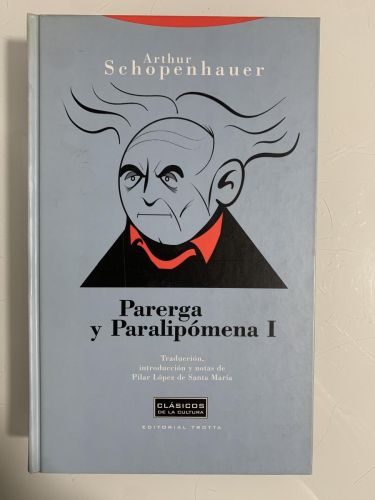 Arthur
Schopenhauer
Parerga
y Paralipómena I
Traducción,
introducción y notas de
Pilar López de Santa María
CLÁSICOS
DE LA CULTURA
EDITORIAL TROTTA